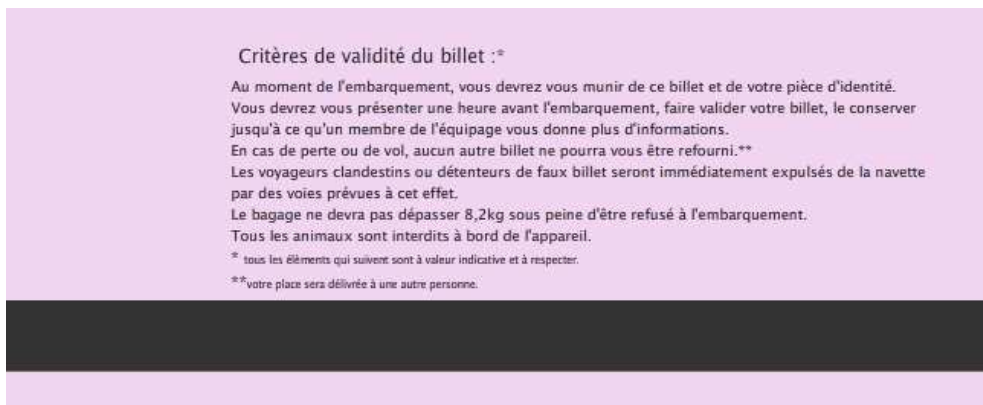 Critères de validité du billet :*
Au moment de l'embarquement, vous devrez vous munir de ce billet et de votre pièce d'identité.
Vous devrez vous présenter une heure avant l'embarquement, faire valider votre billet, le conserver
jusqu'à ce qu'un membre de l'équipage vous donne plus d'informations.
En cas de perte ou de vol, aucun autre billet ne pourra vous être refourni.**
Les voyageurs clandestins ou détenteurs de faux billet seront immédiatement expulsés de la navette
par des voies prévues à cet effet.
Le bagage ne devra pas dépasser 8,2kg sous peine d'être refusé à l'embarquement.
Tous les animaux sont interdits à bord de l'appareil.
* tous les élèments qui suivent sont à valeur indicative et à respecter.
**votre place sera délivrée à une autre personne.